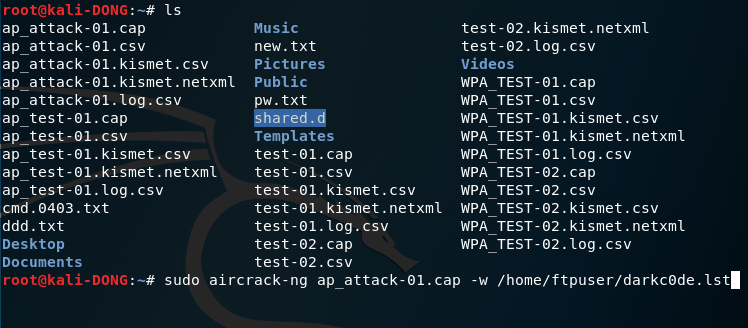 root@kali-DONG:~# ls
ap_attack-01.cap Music test-02.kismet.netxml
ap_attack-01.csv new.txt test-02.log.csv
ap_attack-01.kismet.csv Pictures Videos
ap_attack-01.kismet.netxml Public WPA_TEST-01.cap
ap_attack-01.log.csv pw.txt WPA_TEST-01.csv
ap_test-01.cap shared.d WPA_TEST-01.kismet.csv
ap_test-01.csv Templates WPA_TEST-01.kismet.netxml
ap_test-01.kismet.csv test-01.cap WPA_TEST-01.log.csv
ap_test-01.kismet.netxml test-01.csv WPA_TEST-02.cap
ap_test-01.log.csv test-01.kismet.csv WPA_TEST-02.csv
cmd.0403.txt test-01.kismet.netxml WPA_TEST-02.kismet.csv
ddd.txt test-01.log.csv WPA_TEST-02.kismet.netxml
Desktop test-02.cap WPA_TEST-02.log.csv
Documents test-02.csv
root@kali-DONG:~# sudo aircrack-ng ap_attack-01.cap -w /home/ftpuser/darkc0de.lst